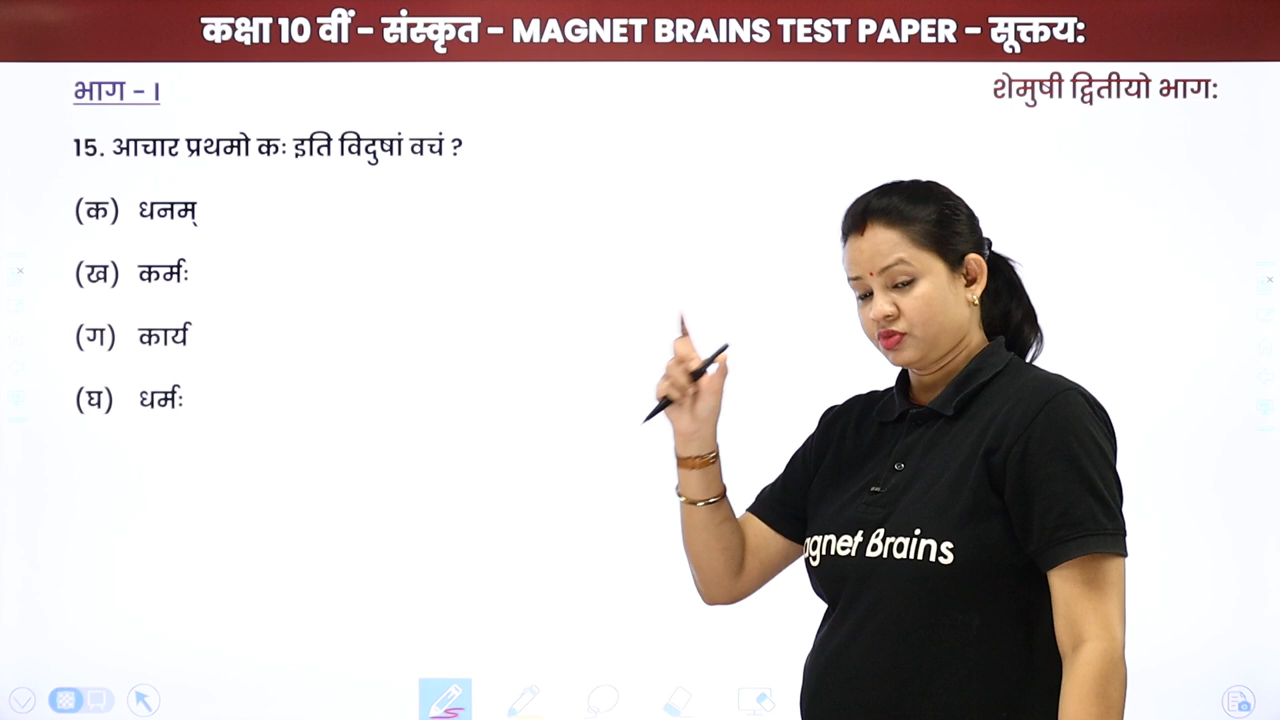 कक्षा 10 वीं - संस्कृत - MAGNET BRAINS TEST PAPER - सूक्तय:
भाग - I
शेमुषी द्वितीयो भाग:
15. आचार प्रथमो कः इति विदुषां वचं ?
(क) धनम्
(ख) कर्मः
(ग) कार्य
(घ) धर्मः
agnet Brains